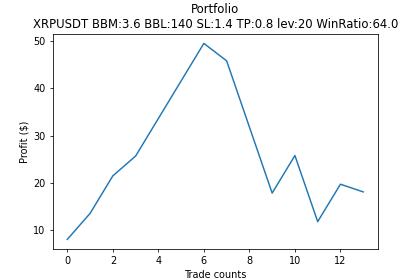 Portfolio
XRPUSDT BBM:3.6 BBL:140 SL:1.4 TP:0.8 lev:20 WinRatio:64.0
50
40
30
20
10
Profit ($)
0 2 4 6 8 10 12
Trade counts